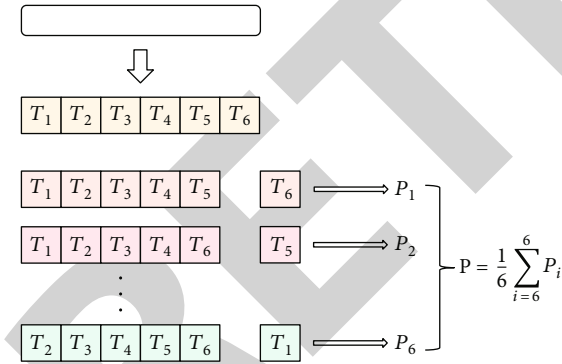 T₁ T₂ T₃ T₄ T₅ T₆
T₁ T₂ T₃ T₄ T₅ T₆ P₁
T₁ T₂ T₃ T₄ T₆ T₅ P₂
P = 1/6 ∑_{i=6}^{6} P_i
T₂ T₃ T₄ T₅ T₆ T₁ P₆